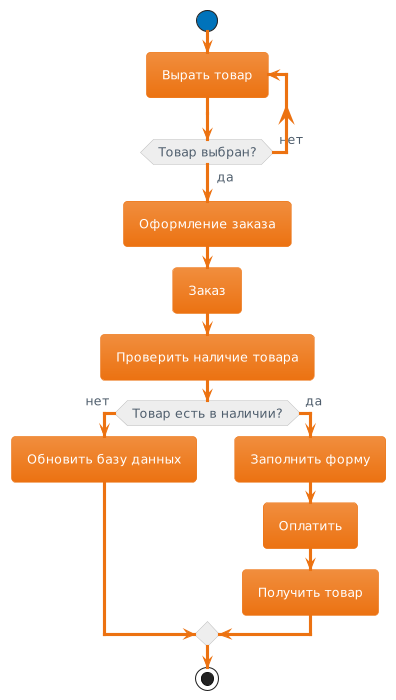 Вырать товар
нет
Товар выбран?
да
Оформление заказа
Заказ
Проверить наличие товара
нет
да
Товар есть в наличии?
Обновить базу данных
Заполнить форму
Оплатить
Получить товар